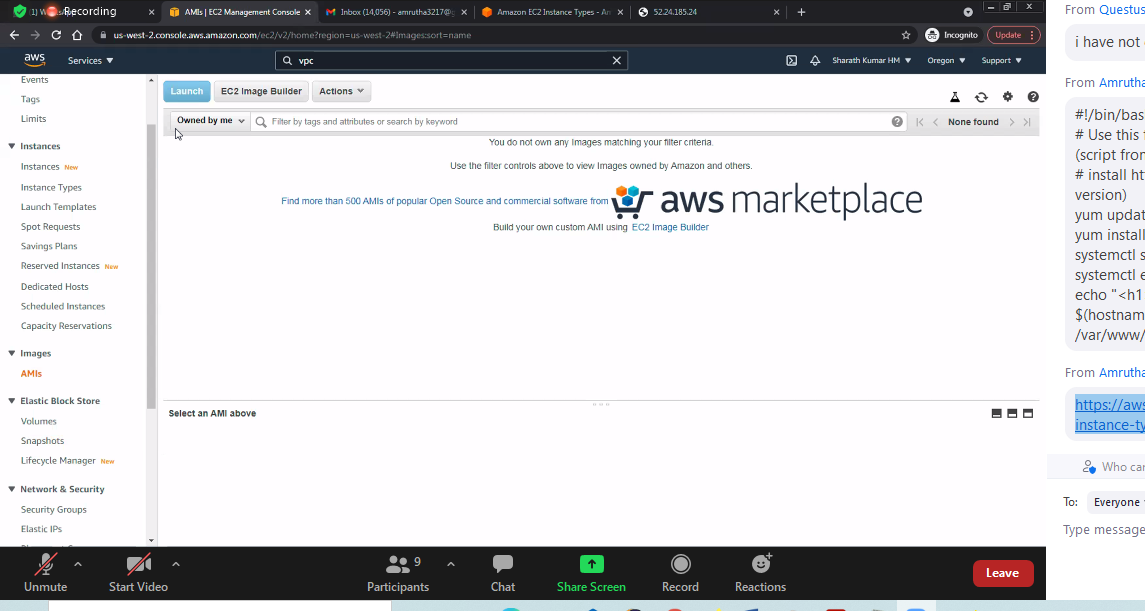 Recording
AMIs | EC2 Management Console
Inbox (14,056) - amrutha3217@g
Amazon EC2 Instance Types - Am
52.24.185.24
us-west-2.console.aws.amazon.com/ec2/v2/home?region=us-west-2#Images:sort=name
Incognito
Update
aws
Services
vpc
Sharath Kumar HM
Oregon
Support
Events
Tags
Limits
Instances
Instances New
Instance Types
Launch Templates
Spot Requests
Savings Plans
Reserved Instances New
Dedicated Hosts
Scheduled Instances
Capacity Reservations
Images
AMIs
Elastic Block Store
Volumes
Snapshots
Lifecycle Manager New
Network & Security
Security Groups
Elastic IPs
Launch
EC2 Image Builder
Actions
Owned by me
Filter by tags and attributes or search by keyword
None found
You do not own any Images matching your filter criteria.
Use the filter controls above to view Images owned by Amazon and others.
Find more than 500 AMIs of popular Open Source and commercial software from
aws marketplace
Build your own custom AMI using EC2 Image Builder
Select an AMI above
From Questus
i have not
From Amrutha
#!/bin/bas
# Use this
(script from
# install ht
version)
yum updat
yum install
systemctl s
systemctl e
echo "<h1
$(hostnam
/var/www/
From Amrutha
https://aws
instance-ty
Who can
To: Everyone
Type message
Unmute
Start Video
Participants
9
Chat
Share Screen
Record
Reactions
Leave